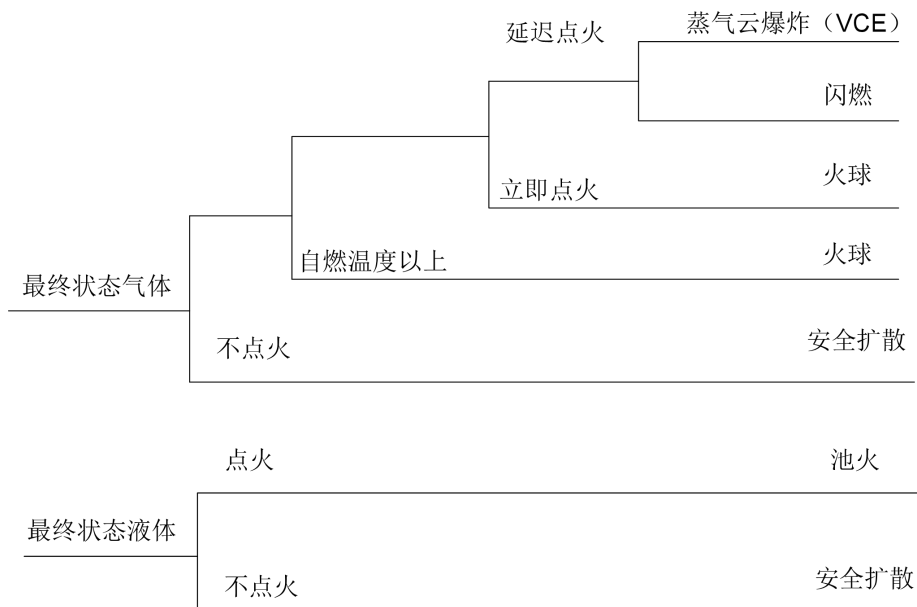 延迟点火
蒸气云爆炸（VCE）
闪燃
立即点火
火球
自燃温度以上
火球
最终状态气体
不点火
安全扩散
点火
池火
最终状态液体
不点火
安全扩散